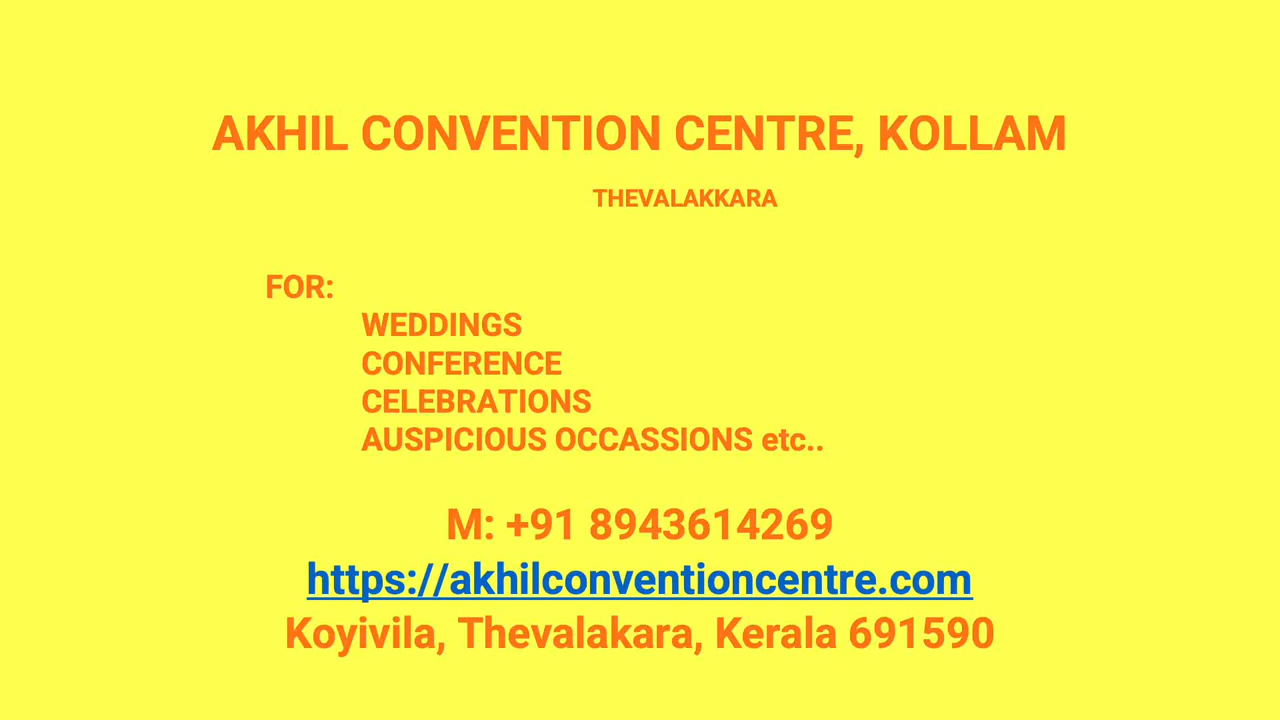 AKHIL CONVENTION CENTRE, KOLLAM
THEVALAKKARA
FOR:
WEDDINGS
CONFERENCE
CELEBRATIONS
AUSPICIOUS OCCASSIONS etc..
M: +91 8943614269
https://akhilconventioncentre.com
Koyivila, Thevalakara, Kerala 691590